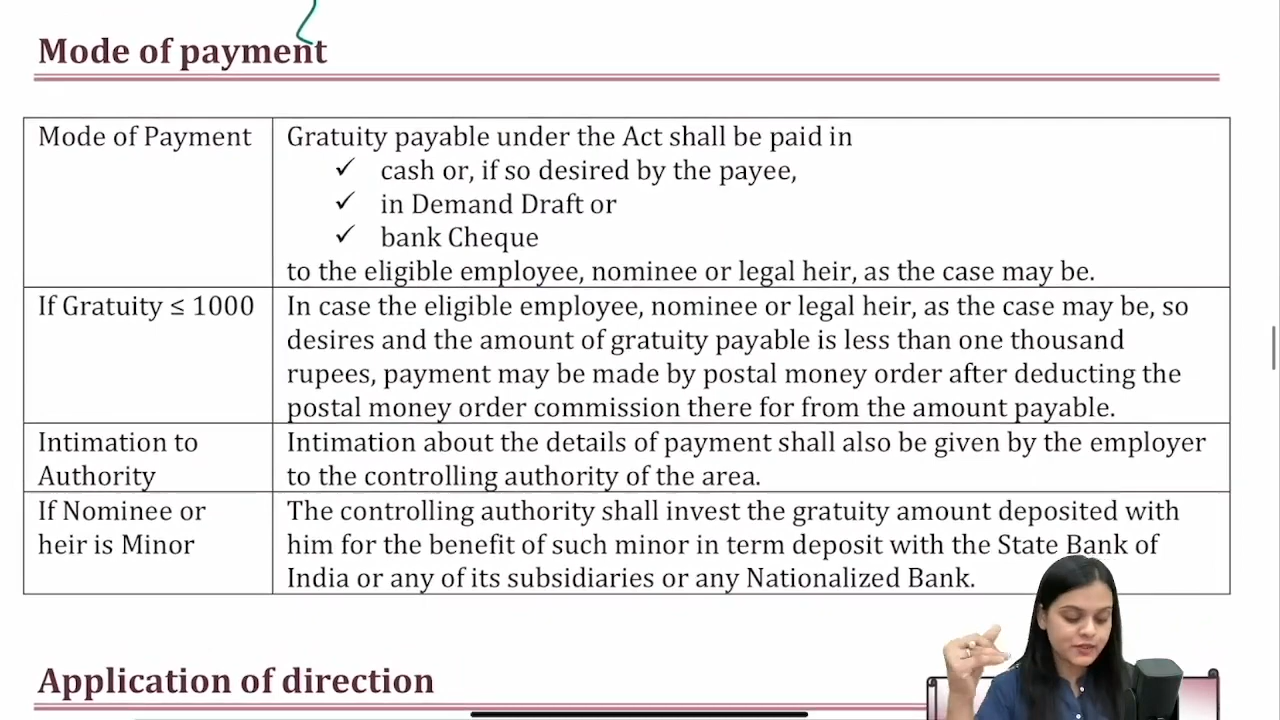 Mode of payment
Mode of Payment
Gratuity payable under the Act shall be paid in
✓ cash or, if so desired by the payee,
✓ in Demand Draft or
✓ bank Cheque
to the eligible employee, nominee or legal heir, as the case may be.
If Gratuity ≤ 1000
In case the eligible employee, nominee or legal heir, as the case may be, so
desires and the amount of gratuity payable is less than one thousand
rupees, payment may be made by postal money order after deducting the
postal money order commission there for from the amount payable.
Intimation to
Authority
Intimation about the details of payment shall also be given by the employer
to the controlling authority of the area.
If Nominee or
heir is Minor
The controlling authority shall invest the gratuity amount deposited with
him for the benefit of such minor in term deposit with the State Bank of
India or any of its subsidiaries or any Nationalized Bank.
Application of direction